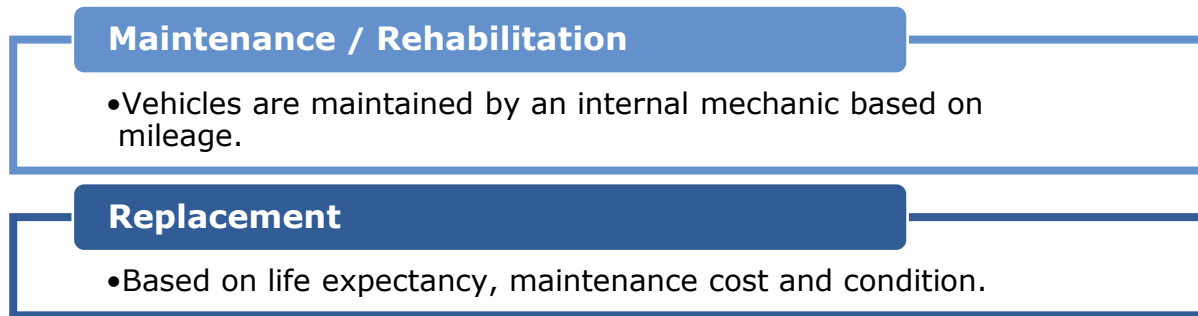 Maintenance / Rehabilitation
•Vehicles are maintained by an internal mechanic based on
mileage.
Replacement
•Based on life expectancy, maintenance cost and condition.